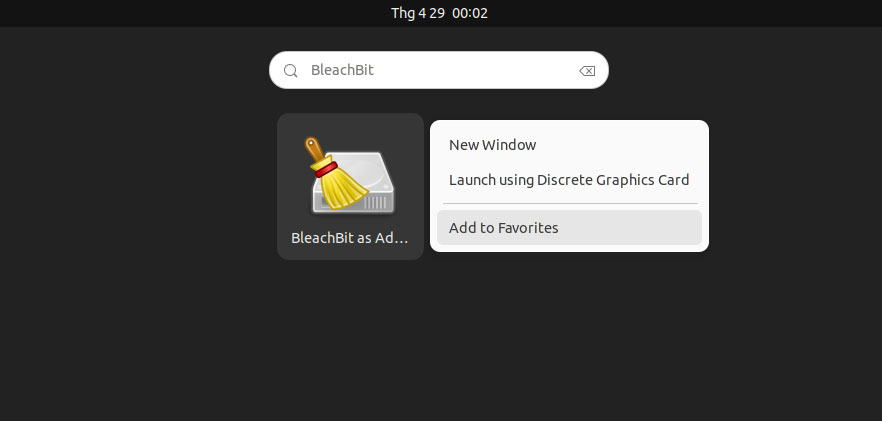 Thg 4 29 00:02
BleachBit
BleachBit as Ad...
New Window
Launch using Discrete Graphics Card
Add to Favorites